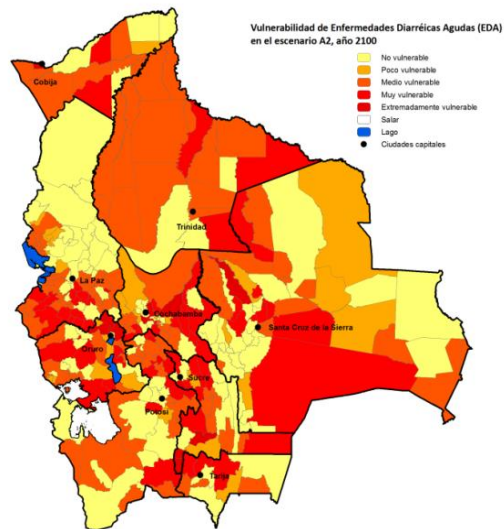 Vulnerabilidad de Enfermedades Diarréicas Agudas (EDA)
en el escenario A2, año 2100
No vulnerable
Poco vulnerable
Medio vulnerable
Muy vulnerable
Extremadamente vulnerable
Salar
Lago
Ciudades capitales
Cobija
Trinidad
La Paz
Cochabamba
Santa Cruz de la Sierra
Oruro
Sucre
Potosí
Tarija